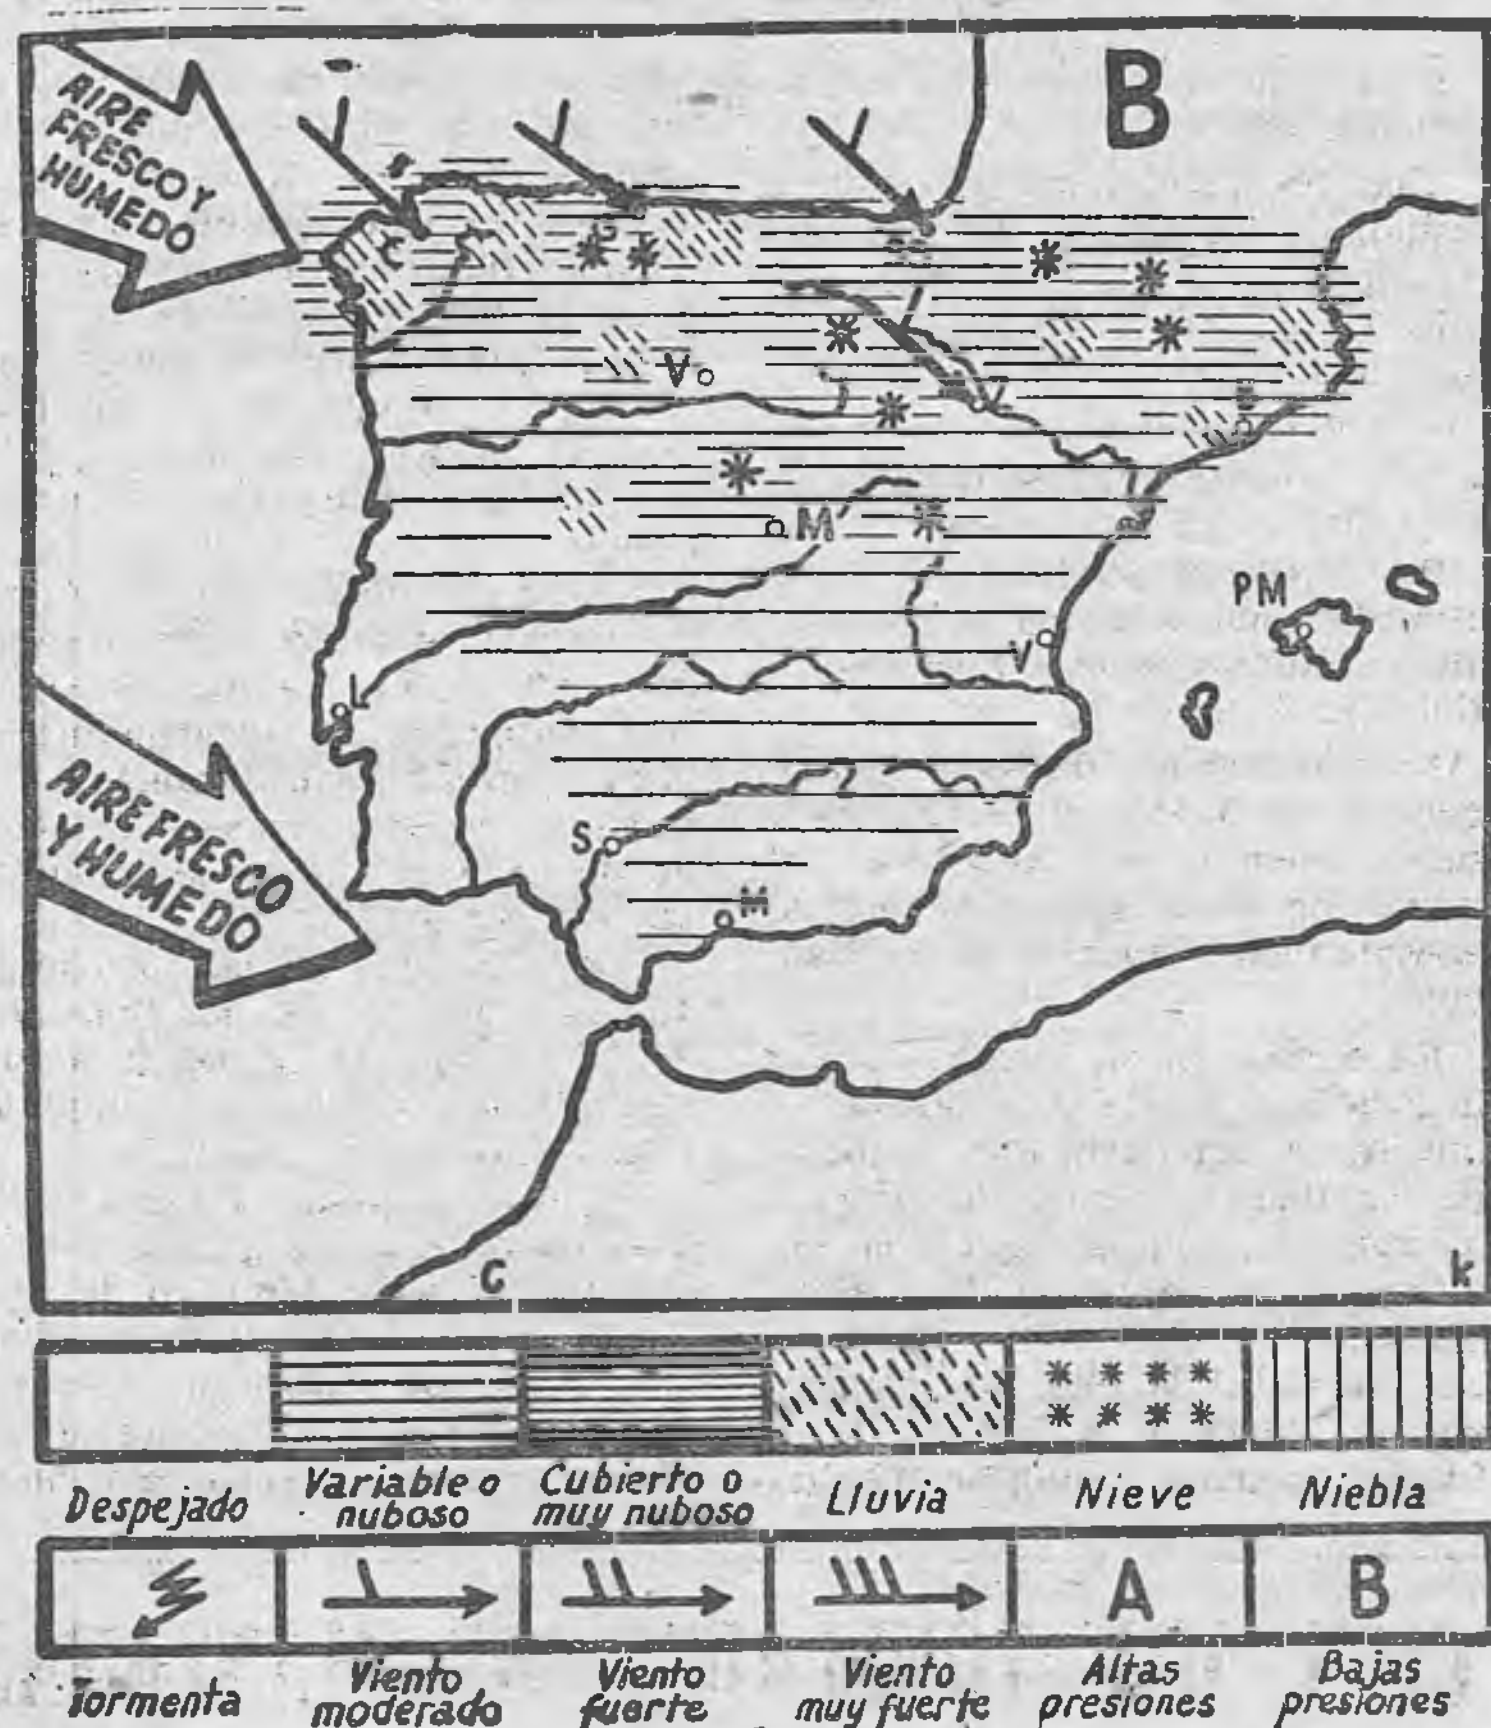 AIRE
FRESCO Y
HUMEDO
B
C
V
M
PM
V
L
AIRE FRESCO
Y HUMEDO
S
M
C
k
Despejado
Variable o
nuboso
Cubierto o
muy nuboso
Lluvia
Nieve
Niebla
A
B
Tormenta
Viento
moderado
Viento
fuerte
Viento
muy fuerte
Altas
presiones
Bajas
presiones